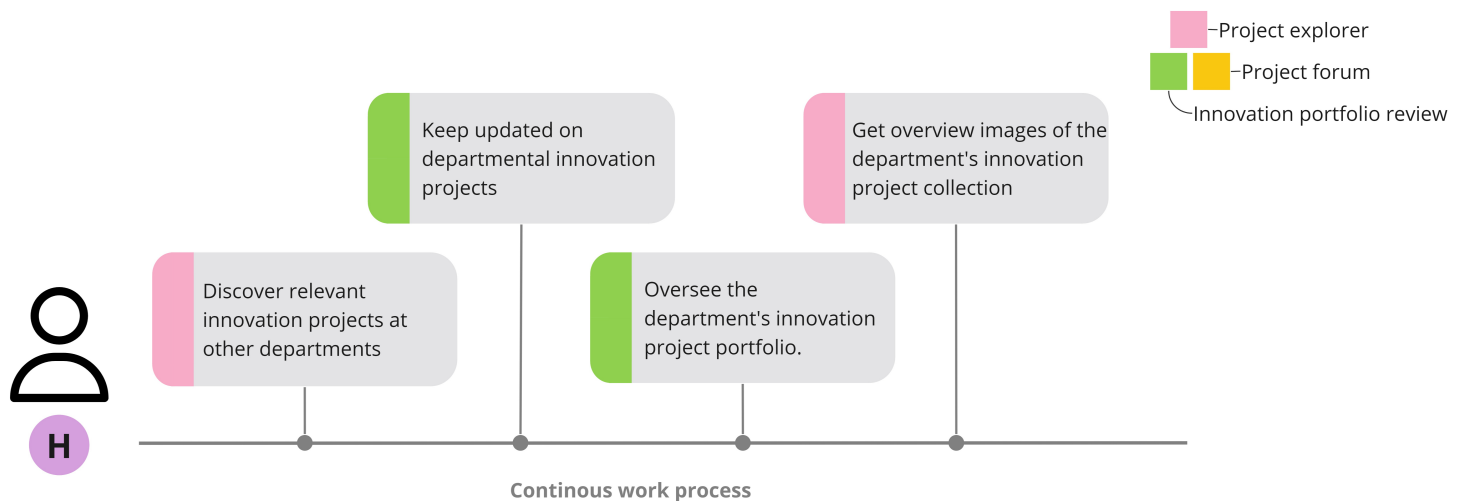 Project explorer
Project forum
Innovation portfolio review
Keep updated on
departmental innovation
projects
Get overview images of the
department's innovation
project collection
Discover relevant
innovation projects at
other departments
Oversee the
department's innovation
project portfolio.
H
Continous work process